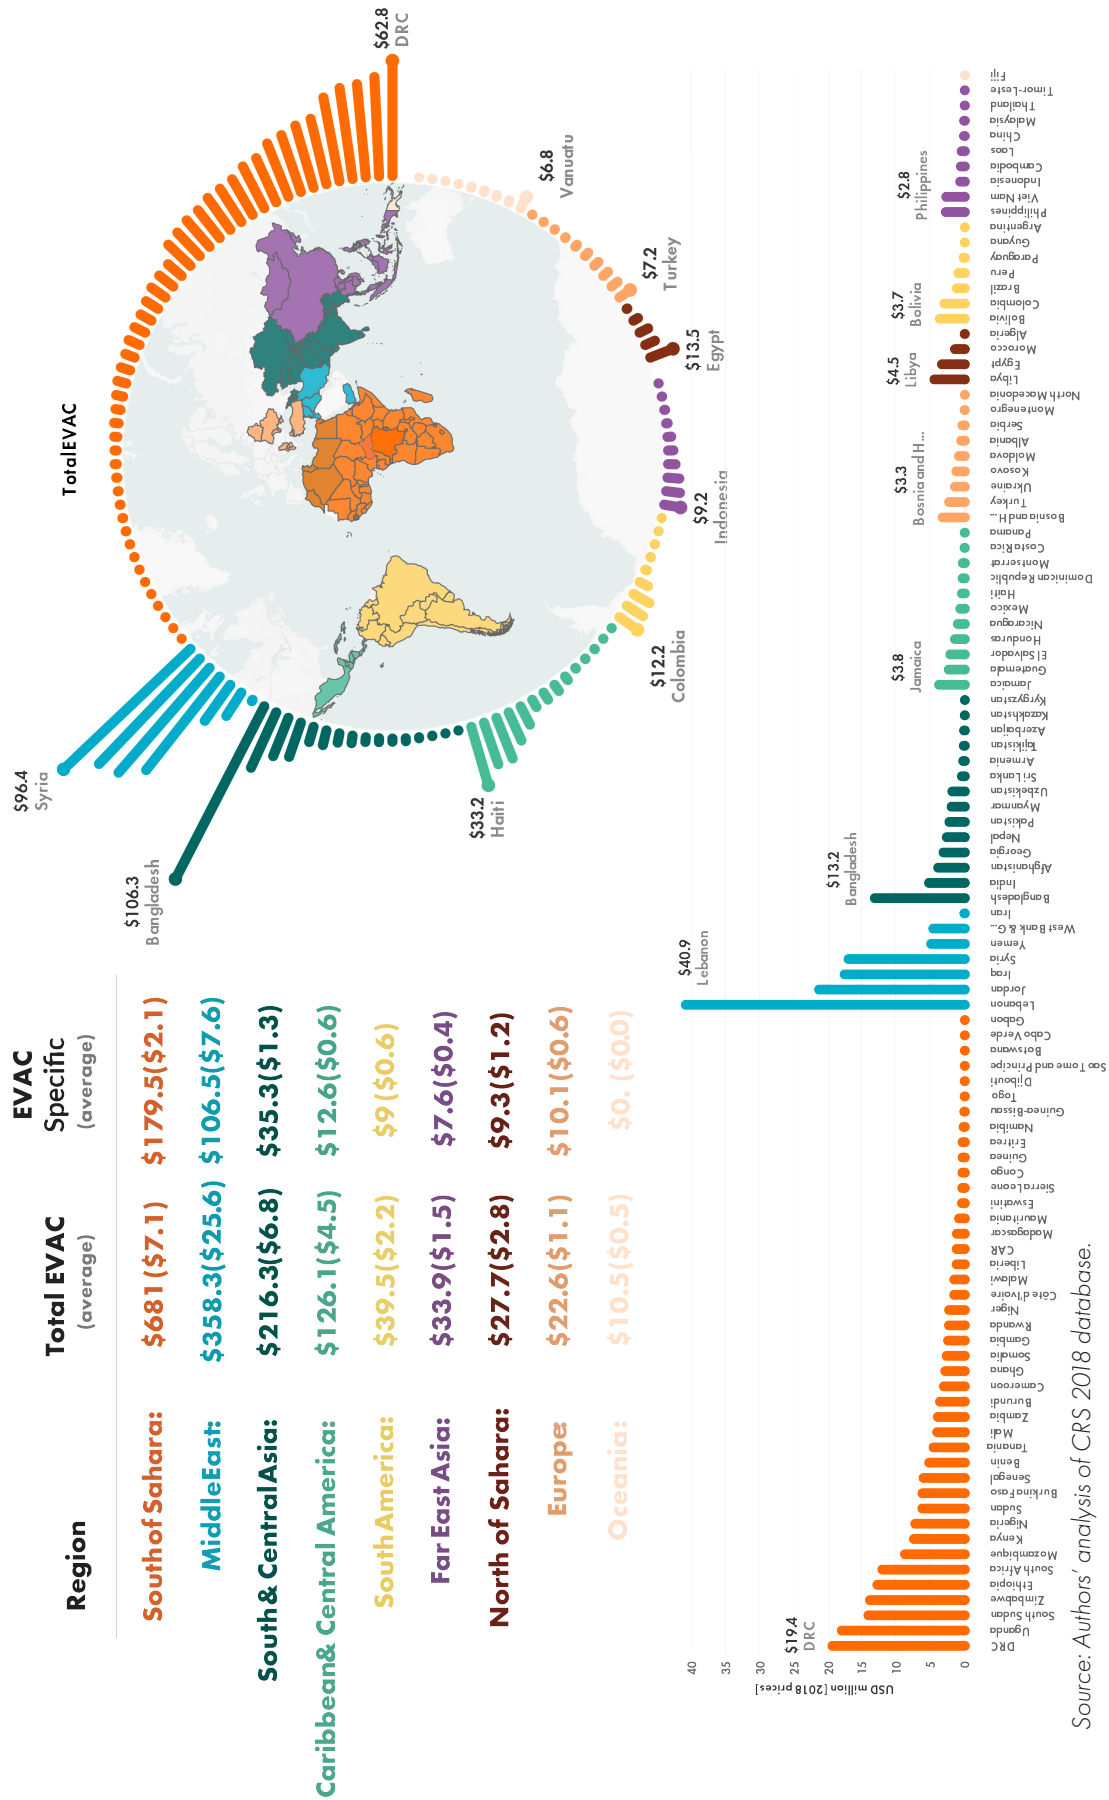 Region
Total EVAC
(average)
EVAC
Specific
(average)
South of Sahara:
$681 ($7.1)
$179.5($2.1)
MiddleEast:
$358.3($25.6)
$106.5($7.6)
South& CentralAsia:
$216.3($6.8)
$35.3($1.3)
Caribbean& Central America:
$126.1($4.5)
$12.6($0.6)
SouthAmerica:
$39.5($2.2)
$9($0.6)
Far East Asia:
$33.9($1.5)
$7.6($0.4)
North of Sahara:
$27.7($2.8)
$9.3($1.2)
Europe:
$22.6($1.1)
$10.1($0.6)
Oceania:
$10.5($0.5)
$0. ($0.0)
TotalEVAC
$96.4
Syria
$106.3
Bangladesh
$33.2
Haiti
$12.2
Colombia
$9.2
Indonesia
$13.5
Egypt
$7.2
Turkey
$6.8
Vanuatu
$62.8
DRC
USD million [2018 prices]
40
35
30
25
20
15
10
5
0
$19.4
DRC
$40.9
Lebanon
$13.2
Bangladesh
$3.8
Jamaica
$3.3
Bosnia and H...
$4.5
Libya
$3.7
Bolivia
$2.8
Philippines
DRC
Uganda
South Sudan
Zimbabwe
Ethiopia
South Africa
Mozambique
Kenya
Nigeria
Sudan
Burkina Faso
Senegal
Benin
Tanania
Mali
Zambia
Burundi
Cameroon
Ghana
Somalia
Gambia
Rwanda
Niger
Côte d'Ivoire
Malawi
Liberia
CAR
Madagascar
Mauritania
Eswatini
Sierra Leone
Congo
Guinea
Eritrea
Namibia
Guinea-Bissau
Togo
Djibouti
Sao Tome and Principe
Botswana
Cabo Verde
Gabon
Lebanon
Jordan
Iraq
Syria
Yemen
West Bank & G...
Iran
Bangladesh
India
Afghanistan
Georgia
Nepal
Pakistan
Myanmar
Uzbekistan
Sri Lanka
Armenia
Tajikistan
Azerbaijan
Kazakhstan
Kyrgyzstan
Jamaica
Guatemala
El Salvador
Honduras
Nicaragua
Mexico
Haiti
Dominican Republic
Montserrat
Costa Rica
Panama
Bosnia and H...
Turkey
Ukraine
Kosovo
Moldova
Albania
Serbia
Montenegro
North Macedonia
Libya
Egypt
Morocco
Algeria
Bolivia
Colombia
Brazil
Peru
Paraguay
Guyana
Argentina
Philippines
Viet Nam
Indonesia
Cambodia
Laos
China
Malaysia
Thailand
Timor-Leste
Fiji
Source: Authors' analysis of CRS 2018 database.